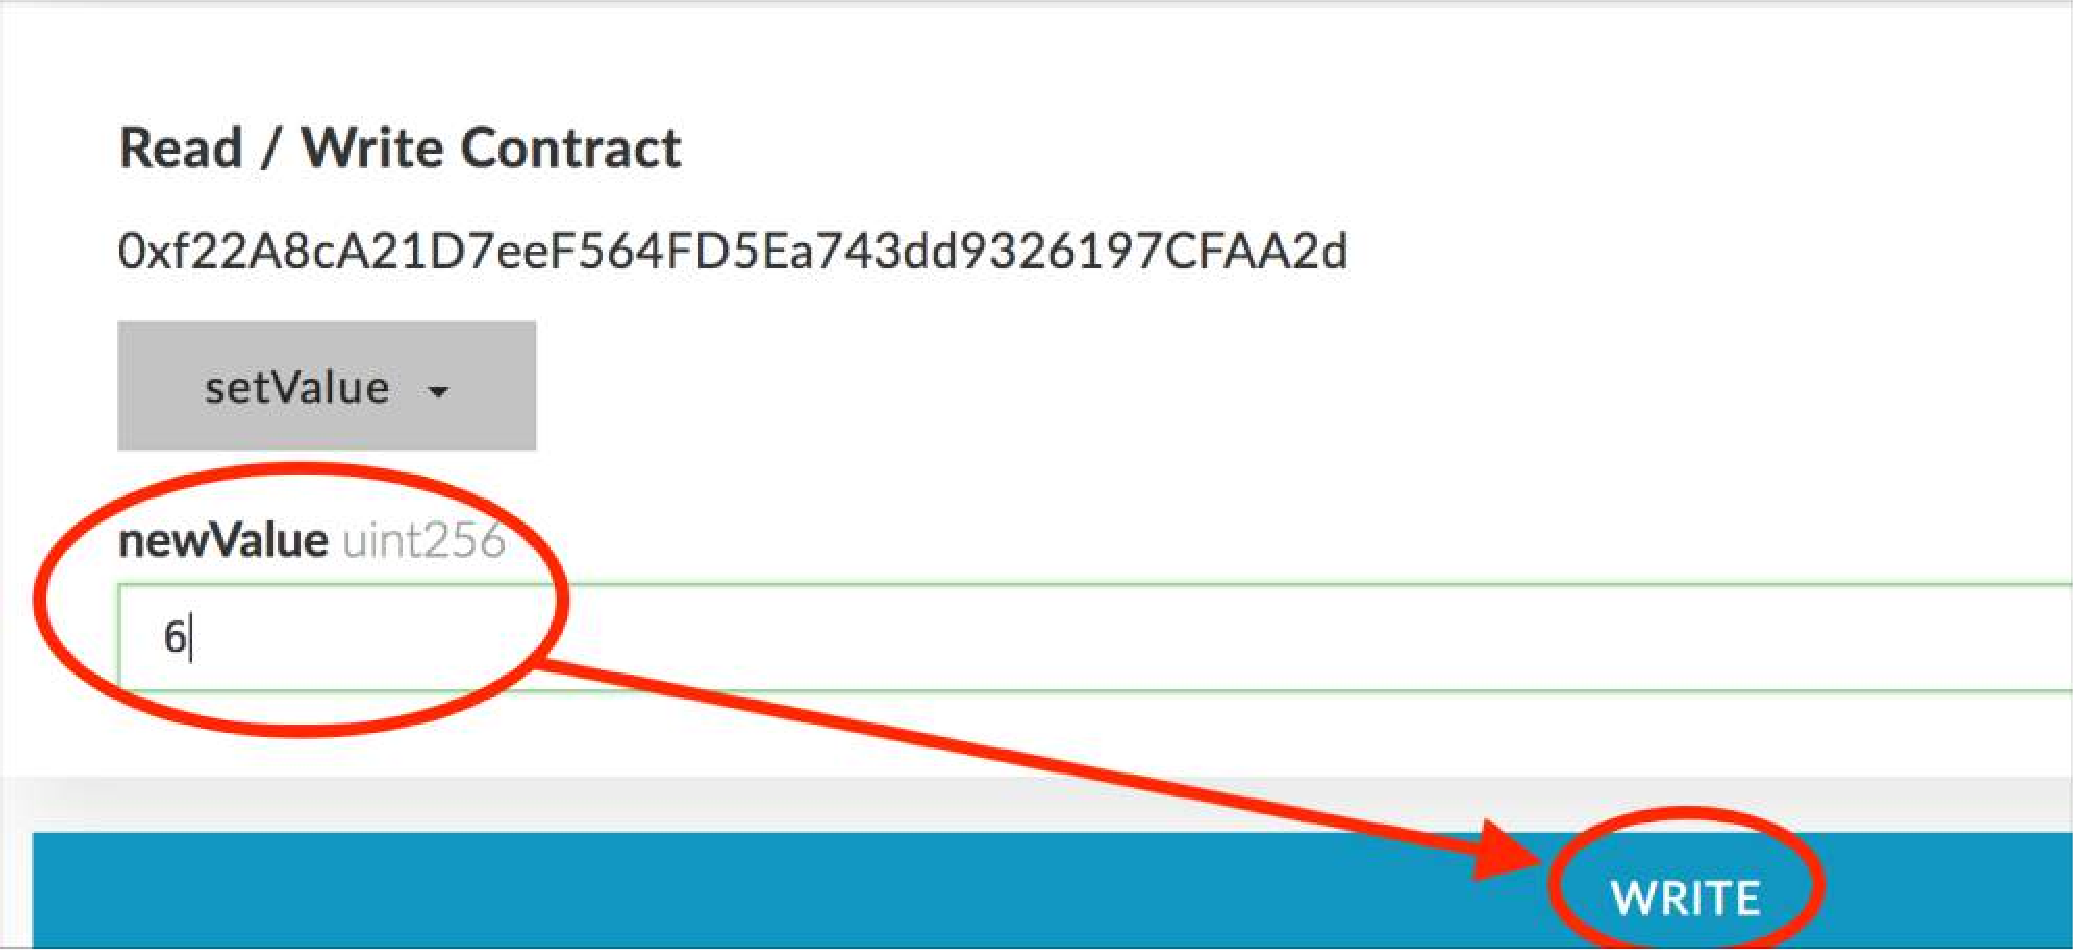 Read / Write Contract
0xf22A8cA21D7eeF564FD5Ea743dd9326197CFAA2d
setValue
newValue uint256
6
WRITE